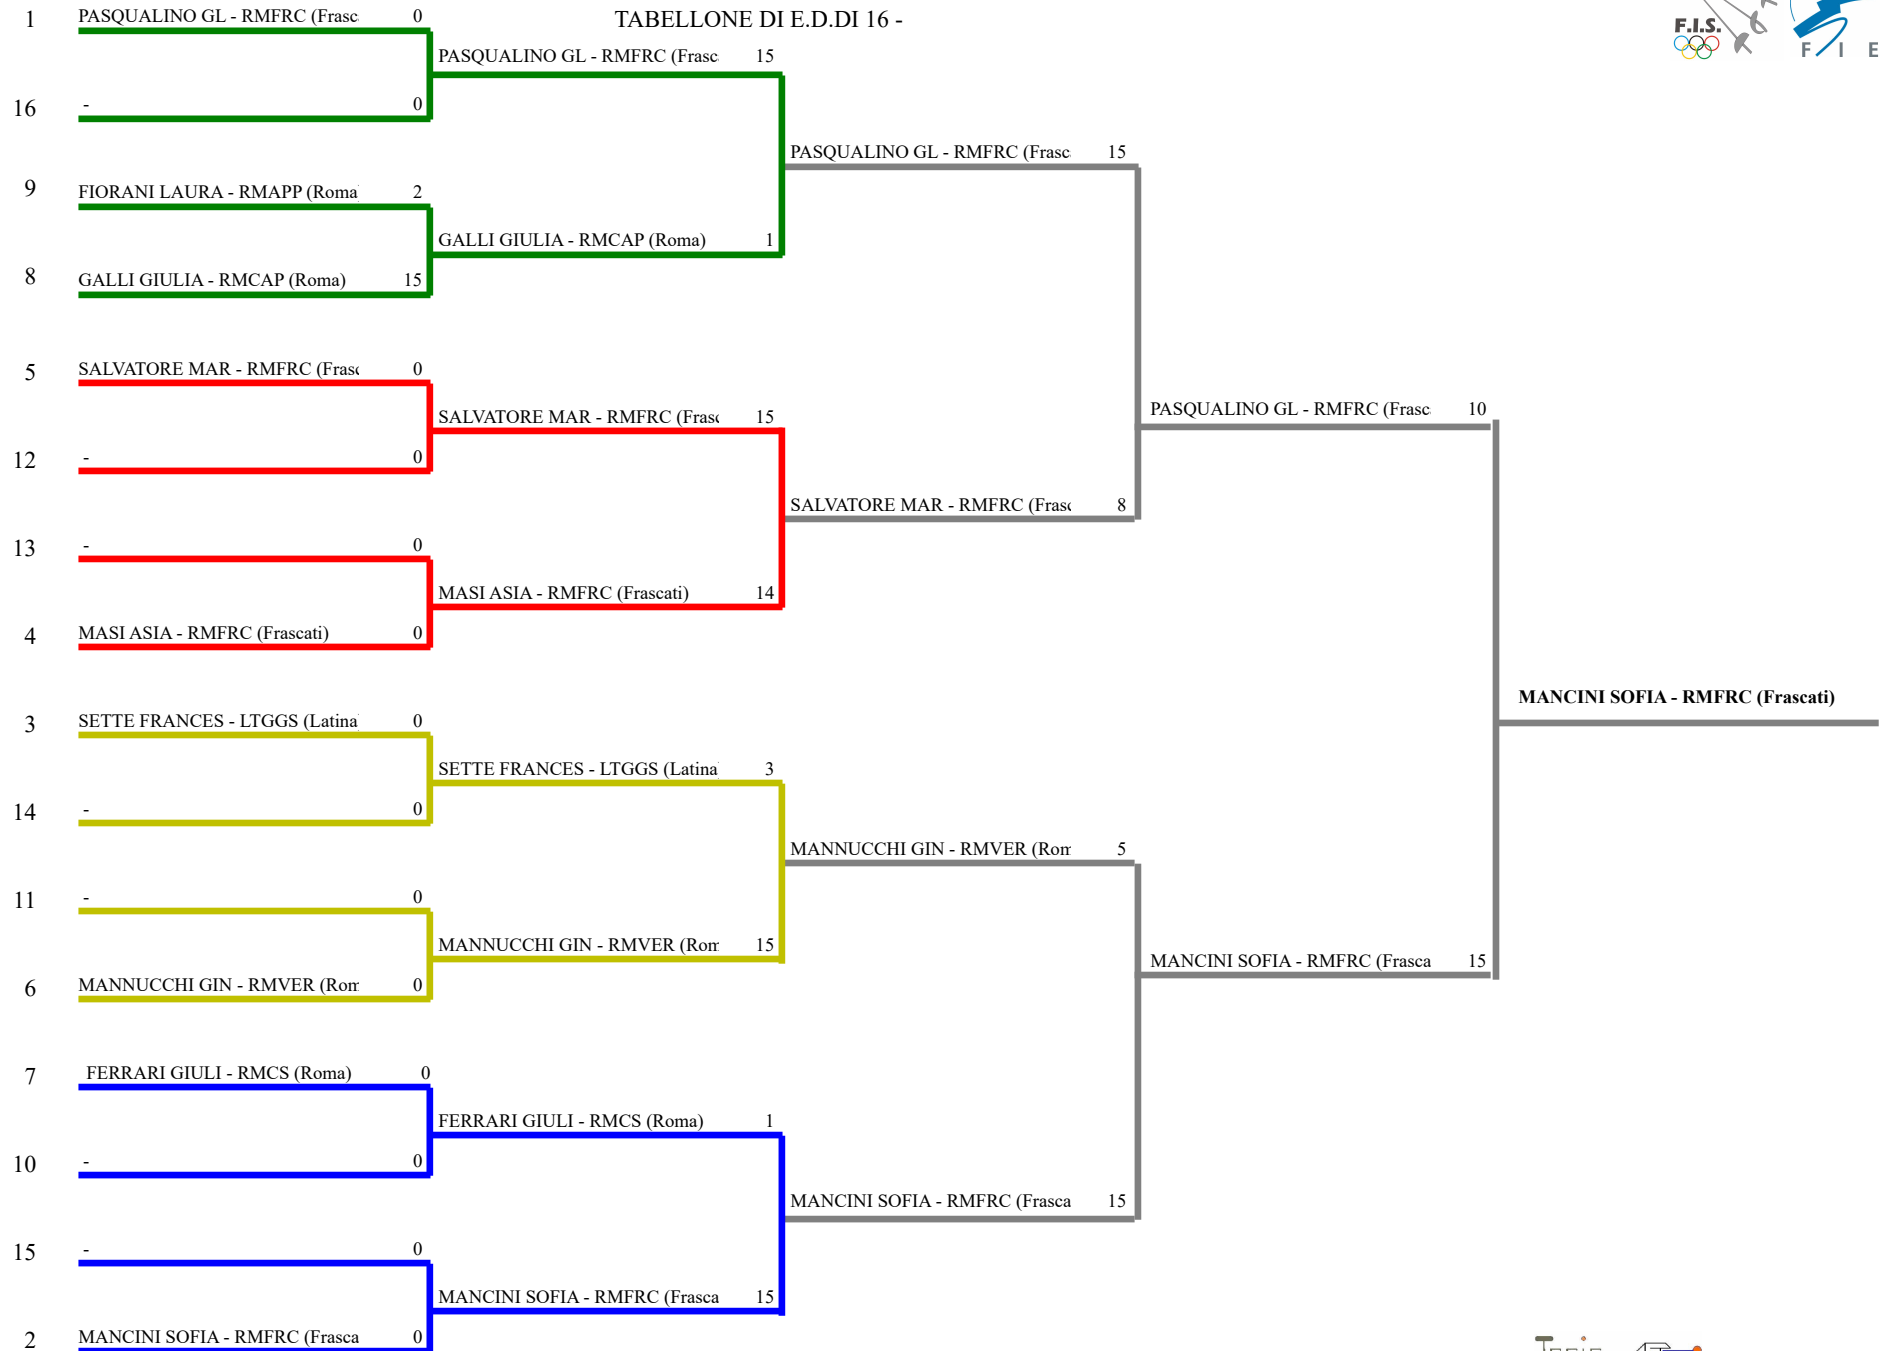 TABELLONE DI E.D.DI 16 -
F.I.S.
F I E
1 PASQUALINO GL - RMFRC (Frasc 0
PASQUALINO GL - RMFRC (Frasc 15
16 - 0
PASQUALINO GL - RMFRC (Frasc 15
9 FIORANI LAURA - RMAPP (Roma 2
GALLI GIULIA - RMCAP (Roma) 1
8 GALLI GIULIA - RMCAP (Roma) 15
5 SALVATORE MAR - RMFRC (Frasc 0
PASQUALINO GL - RMFRC (Frasc 10
SALVATORE MAR - RMFRC (Frasc 15
12 - 0
SALVATORE MAR - RMFRC (Frasc 8
13 - 0
MASI ASIA - RMFRC (Frascati) 14
4 MASI ASIA - RMFRC (Frascati) 0
MANCINI SOFIA - RMFRC (Frascati)
3 SETTE FRANCES - LTGGS (Latina 0
SETTE FRANCES - LTGGS (Latina 3
14 - 0
MANNUCCHI GIN - RMVER (Rom 5
11 - 0
MANNUCCHI GIN - RMVER (Rom 15
MANCINI SOFIA - RMFRC (Frasca 15
6 MANNUCCHI GIN - RMVER (Rom 0
7 FERRARI GIULI - RMCS (Roma) 0
FERRARI GIULI - RMCS (Roma) 1
10 - 0
MANCINI SOFIA - RMFRC (Frasca 15
15 - 0
MANCINI SOFIA - RMFRC (Frasca 15
2 MANCINI SOFIA - RMFRC (Frasca 0